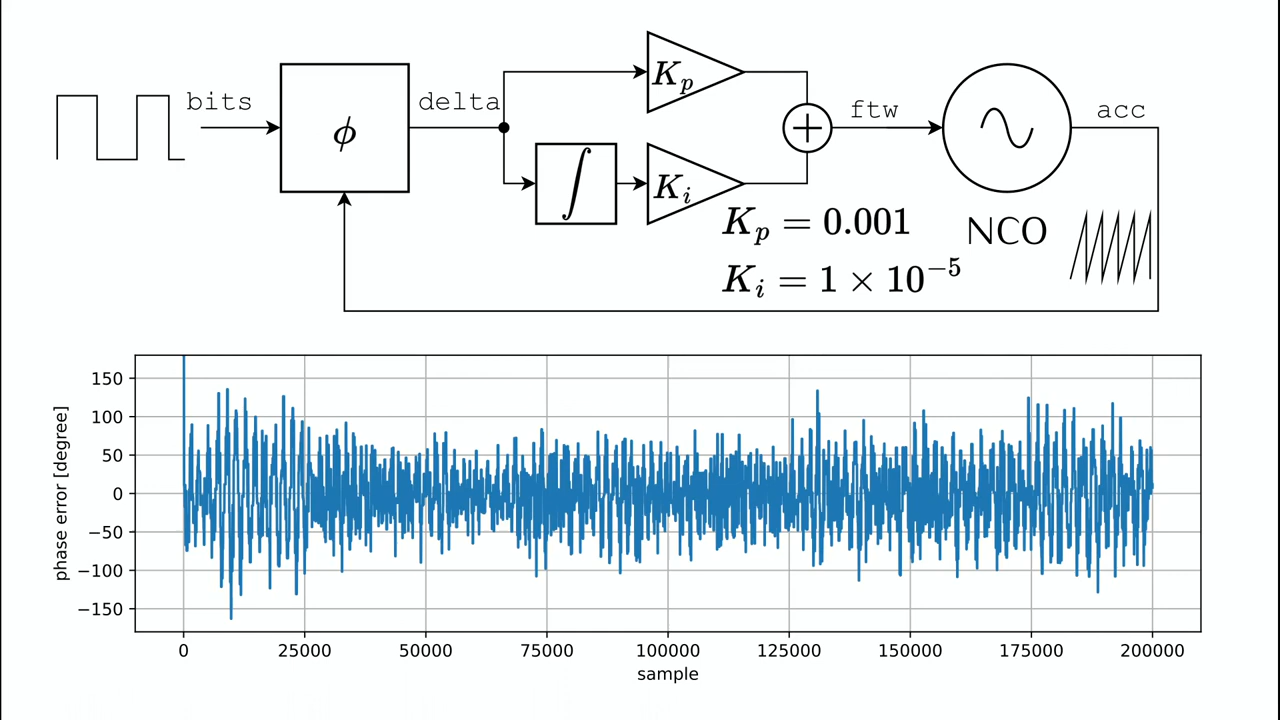 bits
ϕ
delta
K_p
∫
K_i
+
ftw
acc
NCO
K_p = 0.001
K_i = 1 × 10^{−5}
150
100
50
0
−50
−100
−150
phase error [degree]
0 25000 50000 75000 100000 125000 150000 175000 200000
sample